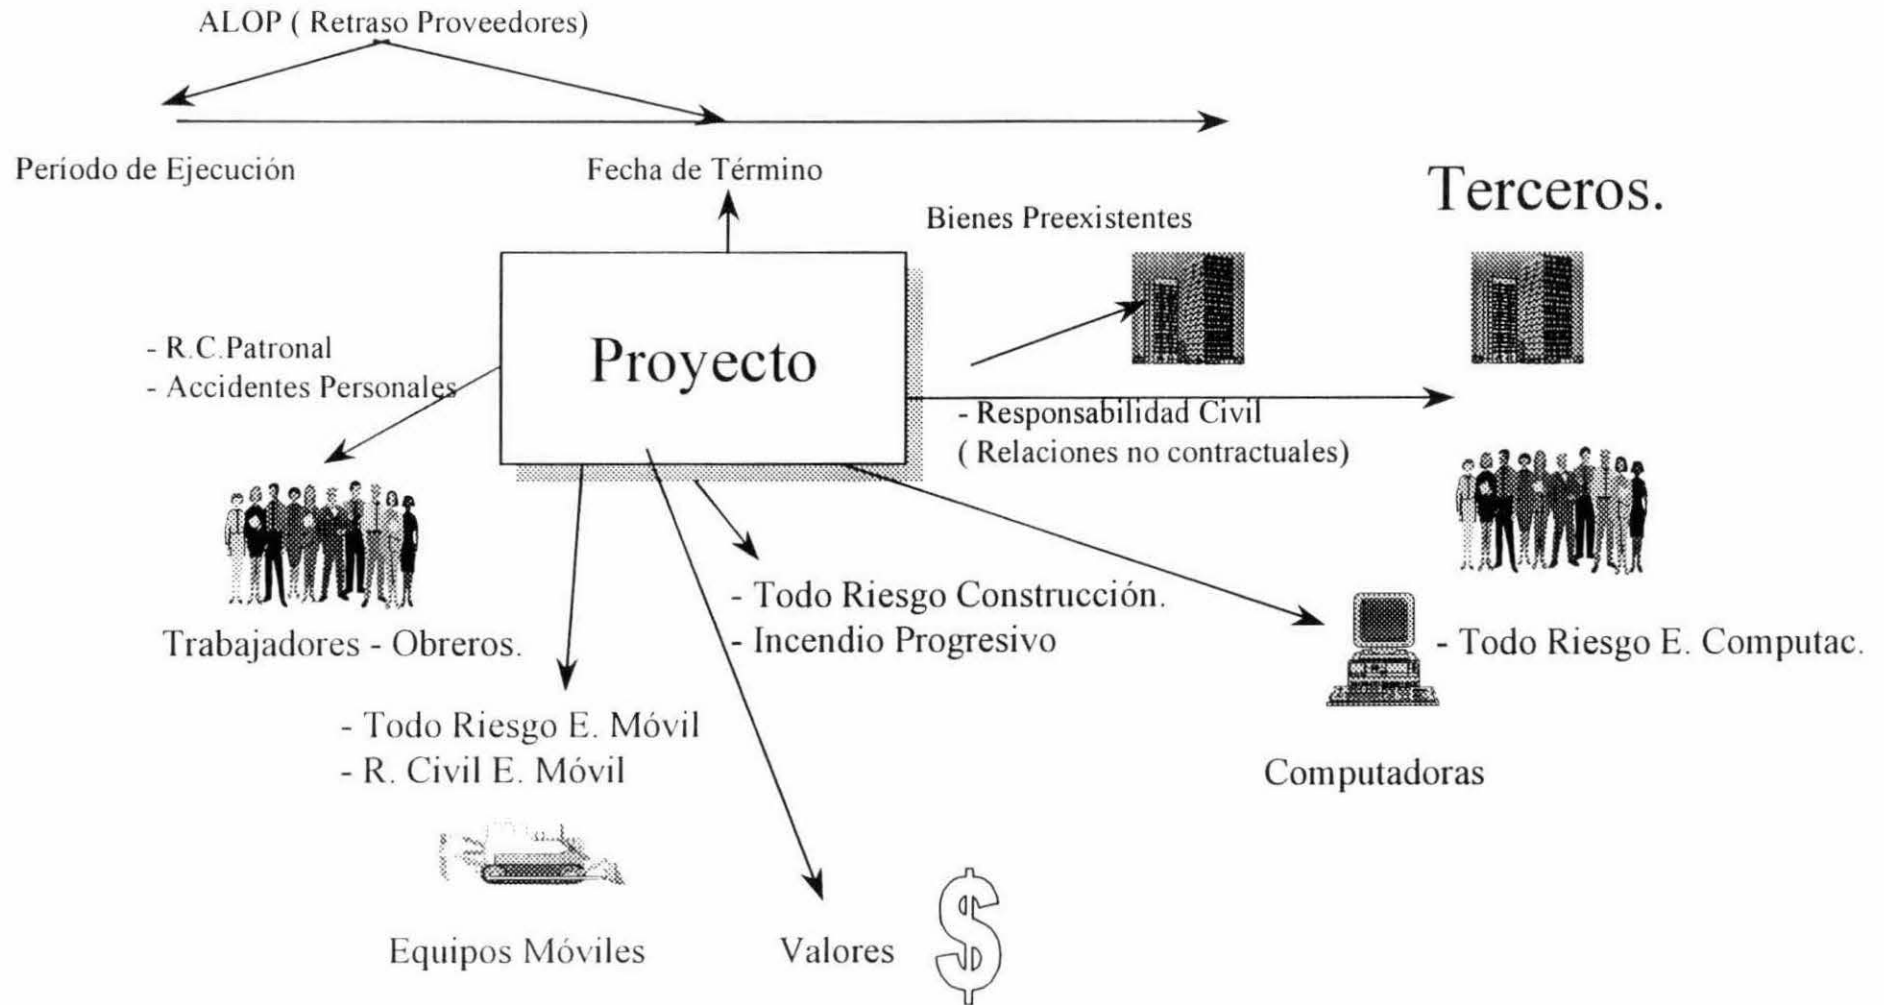 ALOP ( Retraso Proveedores)
Período de Ejecución
Fecha de Término
Terceros.
Bienes Preexistentes
Proyecto
- R.C.Patronal
- Accidentes Personales
- Responsabilidad Civil
( Relaciones no contractuales)
- Todo Riesgo Construcción.
- Incendio Progresivo
Trabajadores - Obreros.
- Todo Riesgo E. Computac.
- Todo Riesgo E. Móvil
- R. Civil E. Móvil
Computadoras
Equipos Móviles
Valores
$